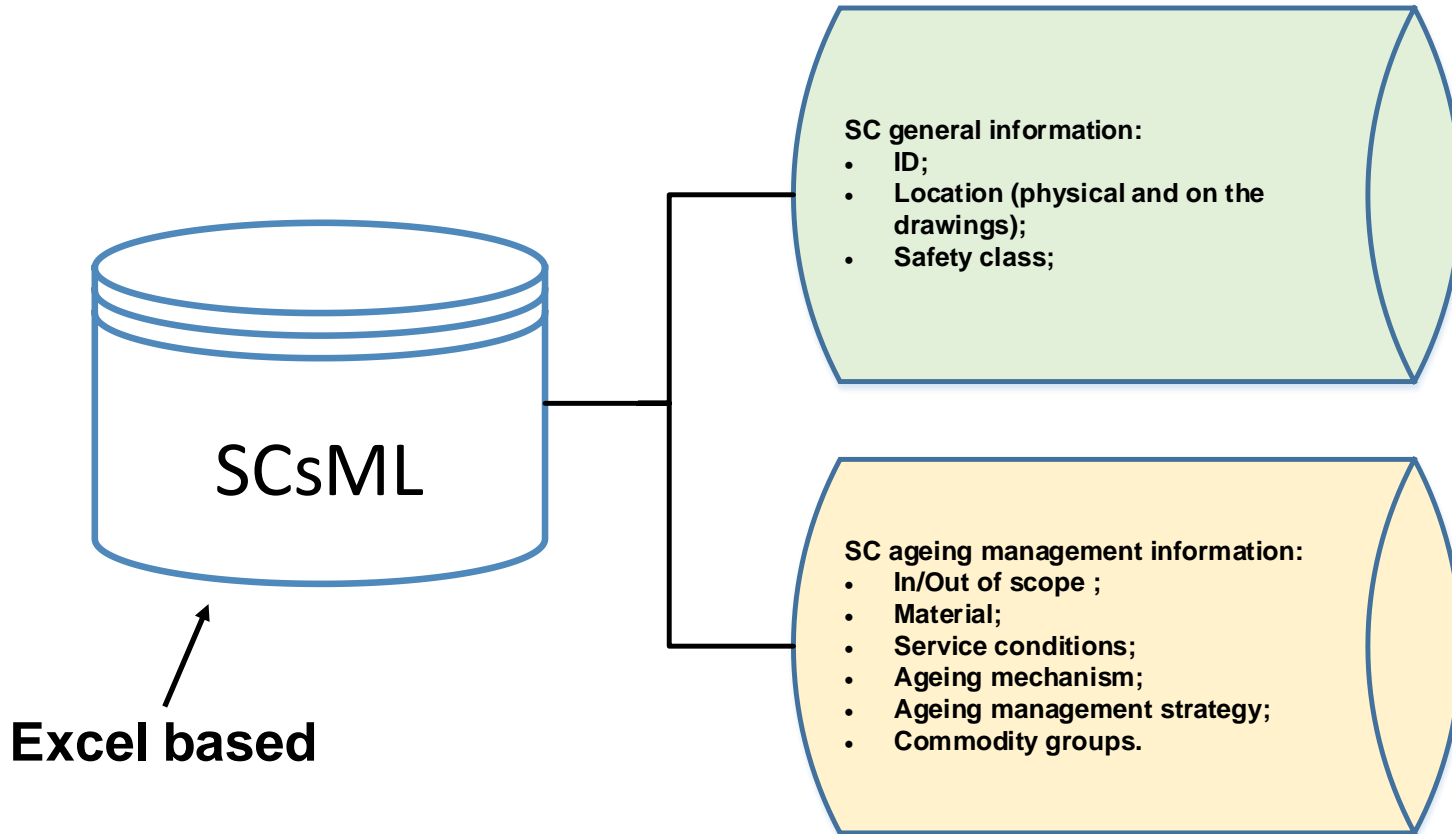 SC general information:
• ID;
• Location (physical and on the
drawings);
• Safety class;
SCsML
SC ageing management information:
• In/Out of scope ;
• Material;
• Service conditions;
• Ageing mechanism;
• Ageing management strategy;
• Commodity groups.
Excel based